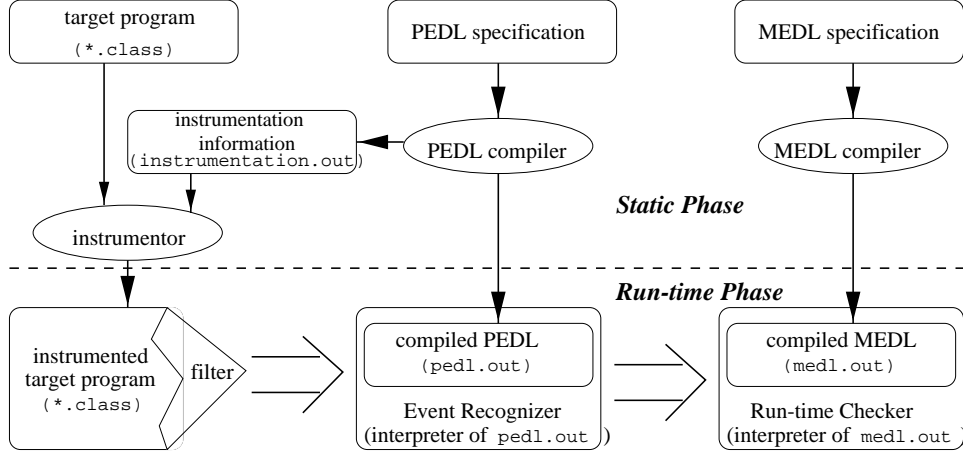 target program
(*.class)
PEDL specification
MEDL specification
instrumentation
information
(instrumentation.out)
PEDL compiler
MEDL compiler
Static Phase
instrumentor
Run-time Phase
instrumented
target program
(*.class)
filter
compiled PEDL
(pedl.out)
Event Recognizer
(interpreter of pedl.out )
compiled MEDL
(medl.out)
Run-time Checker
(interpreter of medl.out )